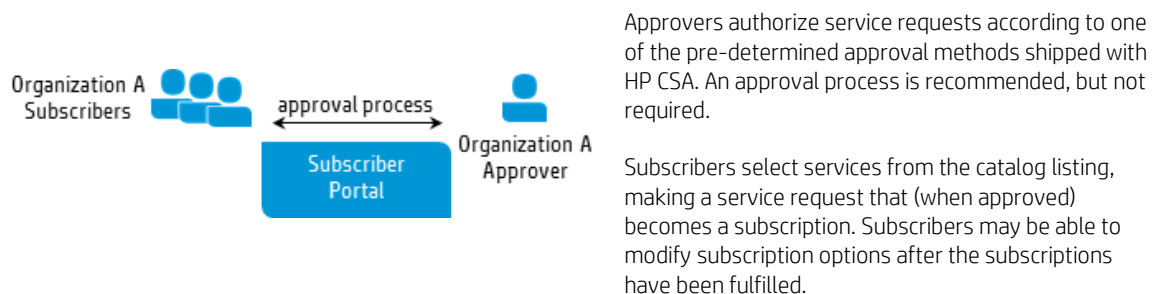 Organization A
Subscribers
approval process
Subscriber
Portal
Organization A
Approver
Approvers authorize service requests according to one
of the pre-determined approval methods shipped with
HP CSA. An approval process is recommended, but not
required.
Subscribers select services from the catalog listing,
making a service request that (when approved)
becomes a subscription. Subscribers may be able to
modify subscription options after the subscriptions
have been fulfilled.